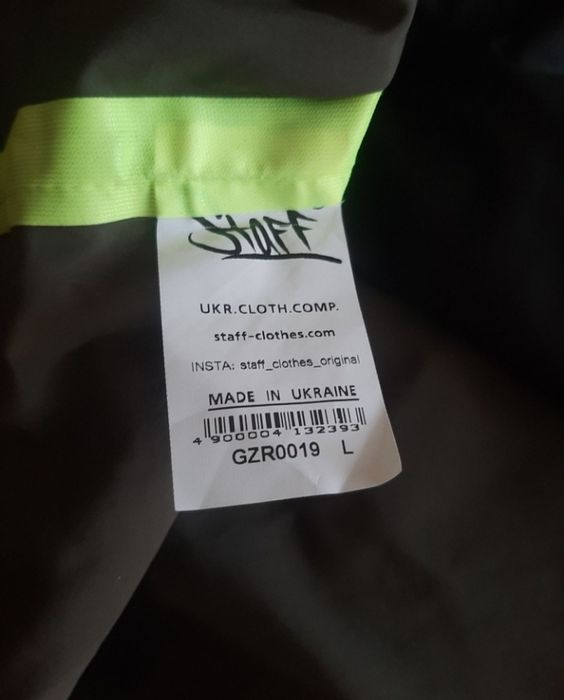 Staff
UKR.CLOTH.COMP.
staff-clothes.com
INSTA: staff_clothes_original
MADE IN UKRAINE
4 900004 132393
GZR0019 L